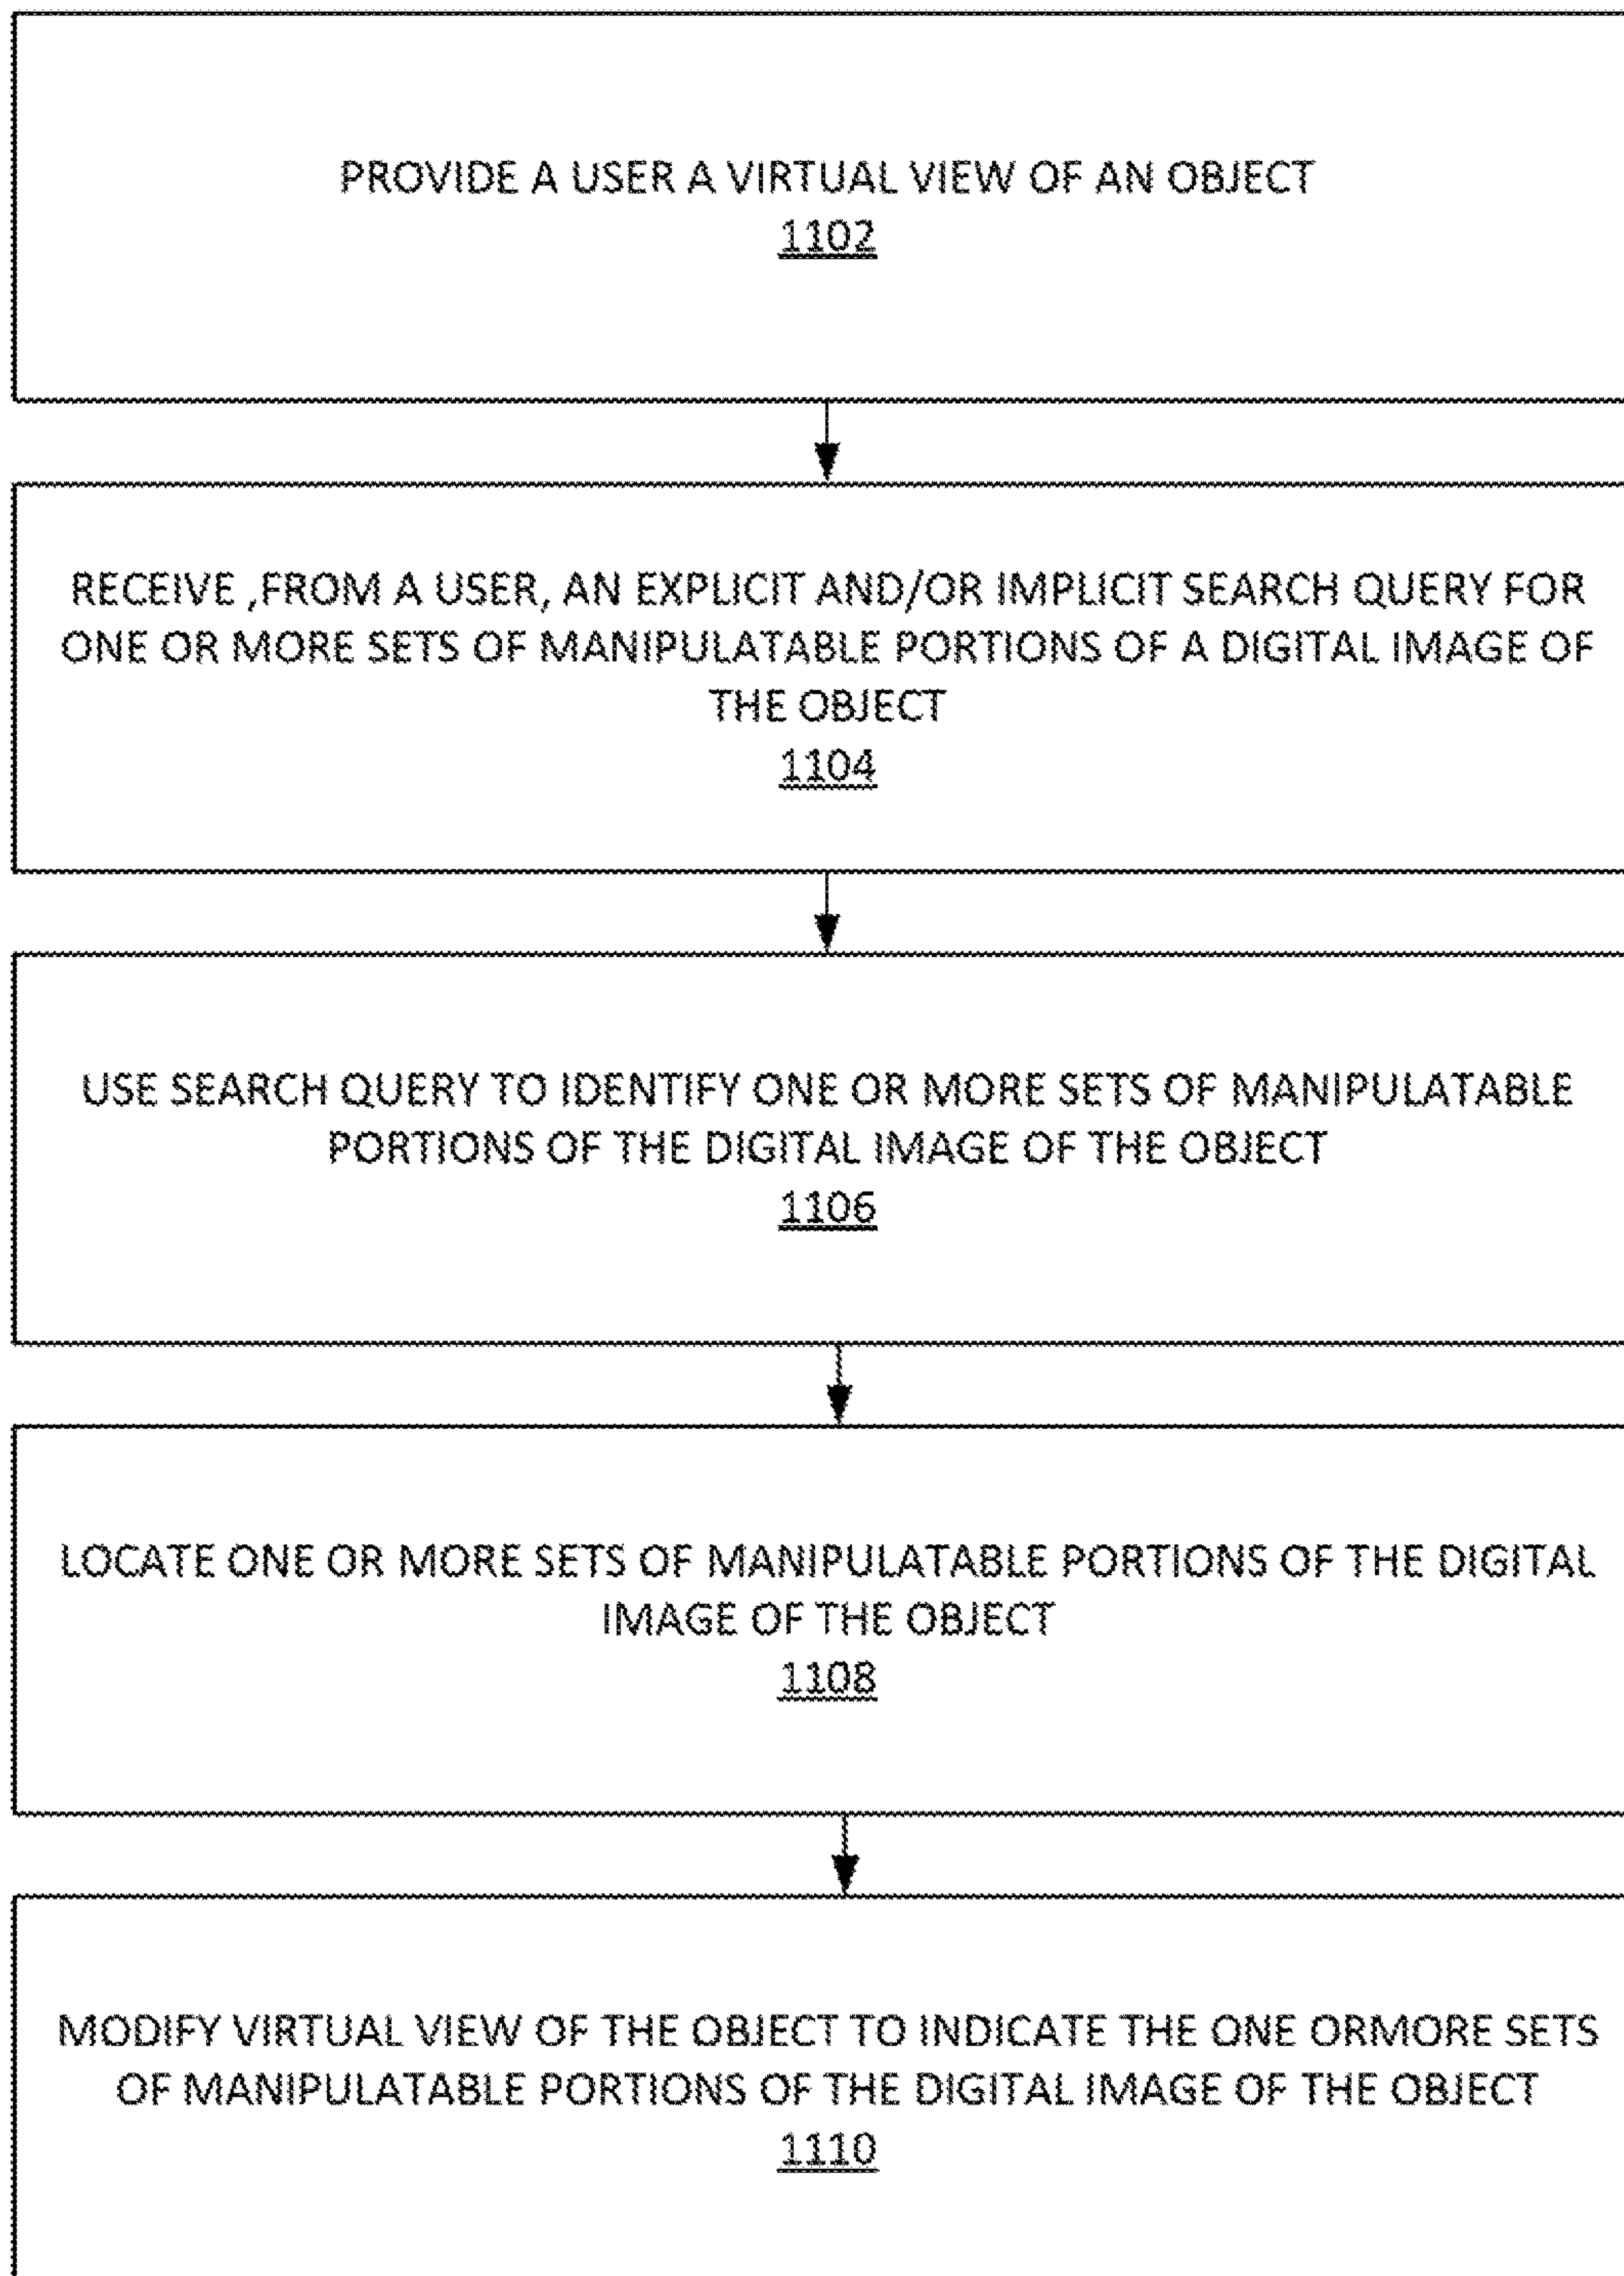 PROVIDE A USER A VIRTUAL VIEW OF AN OBJECT
1102
RECEIVE ,FROM A USER, AN EXPLICIT AND/OR IMPLICIT SEARCH QUERY FOR
ONE OR MORE SETS OF MANIPULATABLE PORTIONS OF A DIGITAL IMAGE OF
THE OBJECT
1104
USE SEARCH QUERY TO IDENTIFY ONE OR MORE SETS OF MANIPULATABLE
PORTIONS OF THE DIGITAL IMAGE OF THE OBJECT
1106
LOCATE ONE OR MORE SETS OF MANIPULATABLE PORTIONS OF THE DIGITAL
IMAGE OF THE OBJECT
1108
MODIFY VIRTUAL VIEW OF THE OBJECT TO INDICATE THE ONE ORMORE SETS
OF MANIPULATABLE PORTIONS OF THE DIGITAL IMAGE OF THE OBJECT
1110